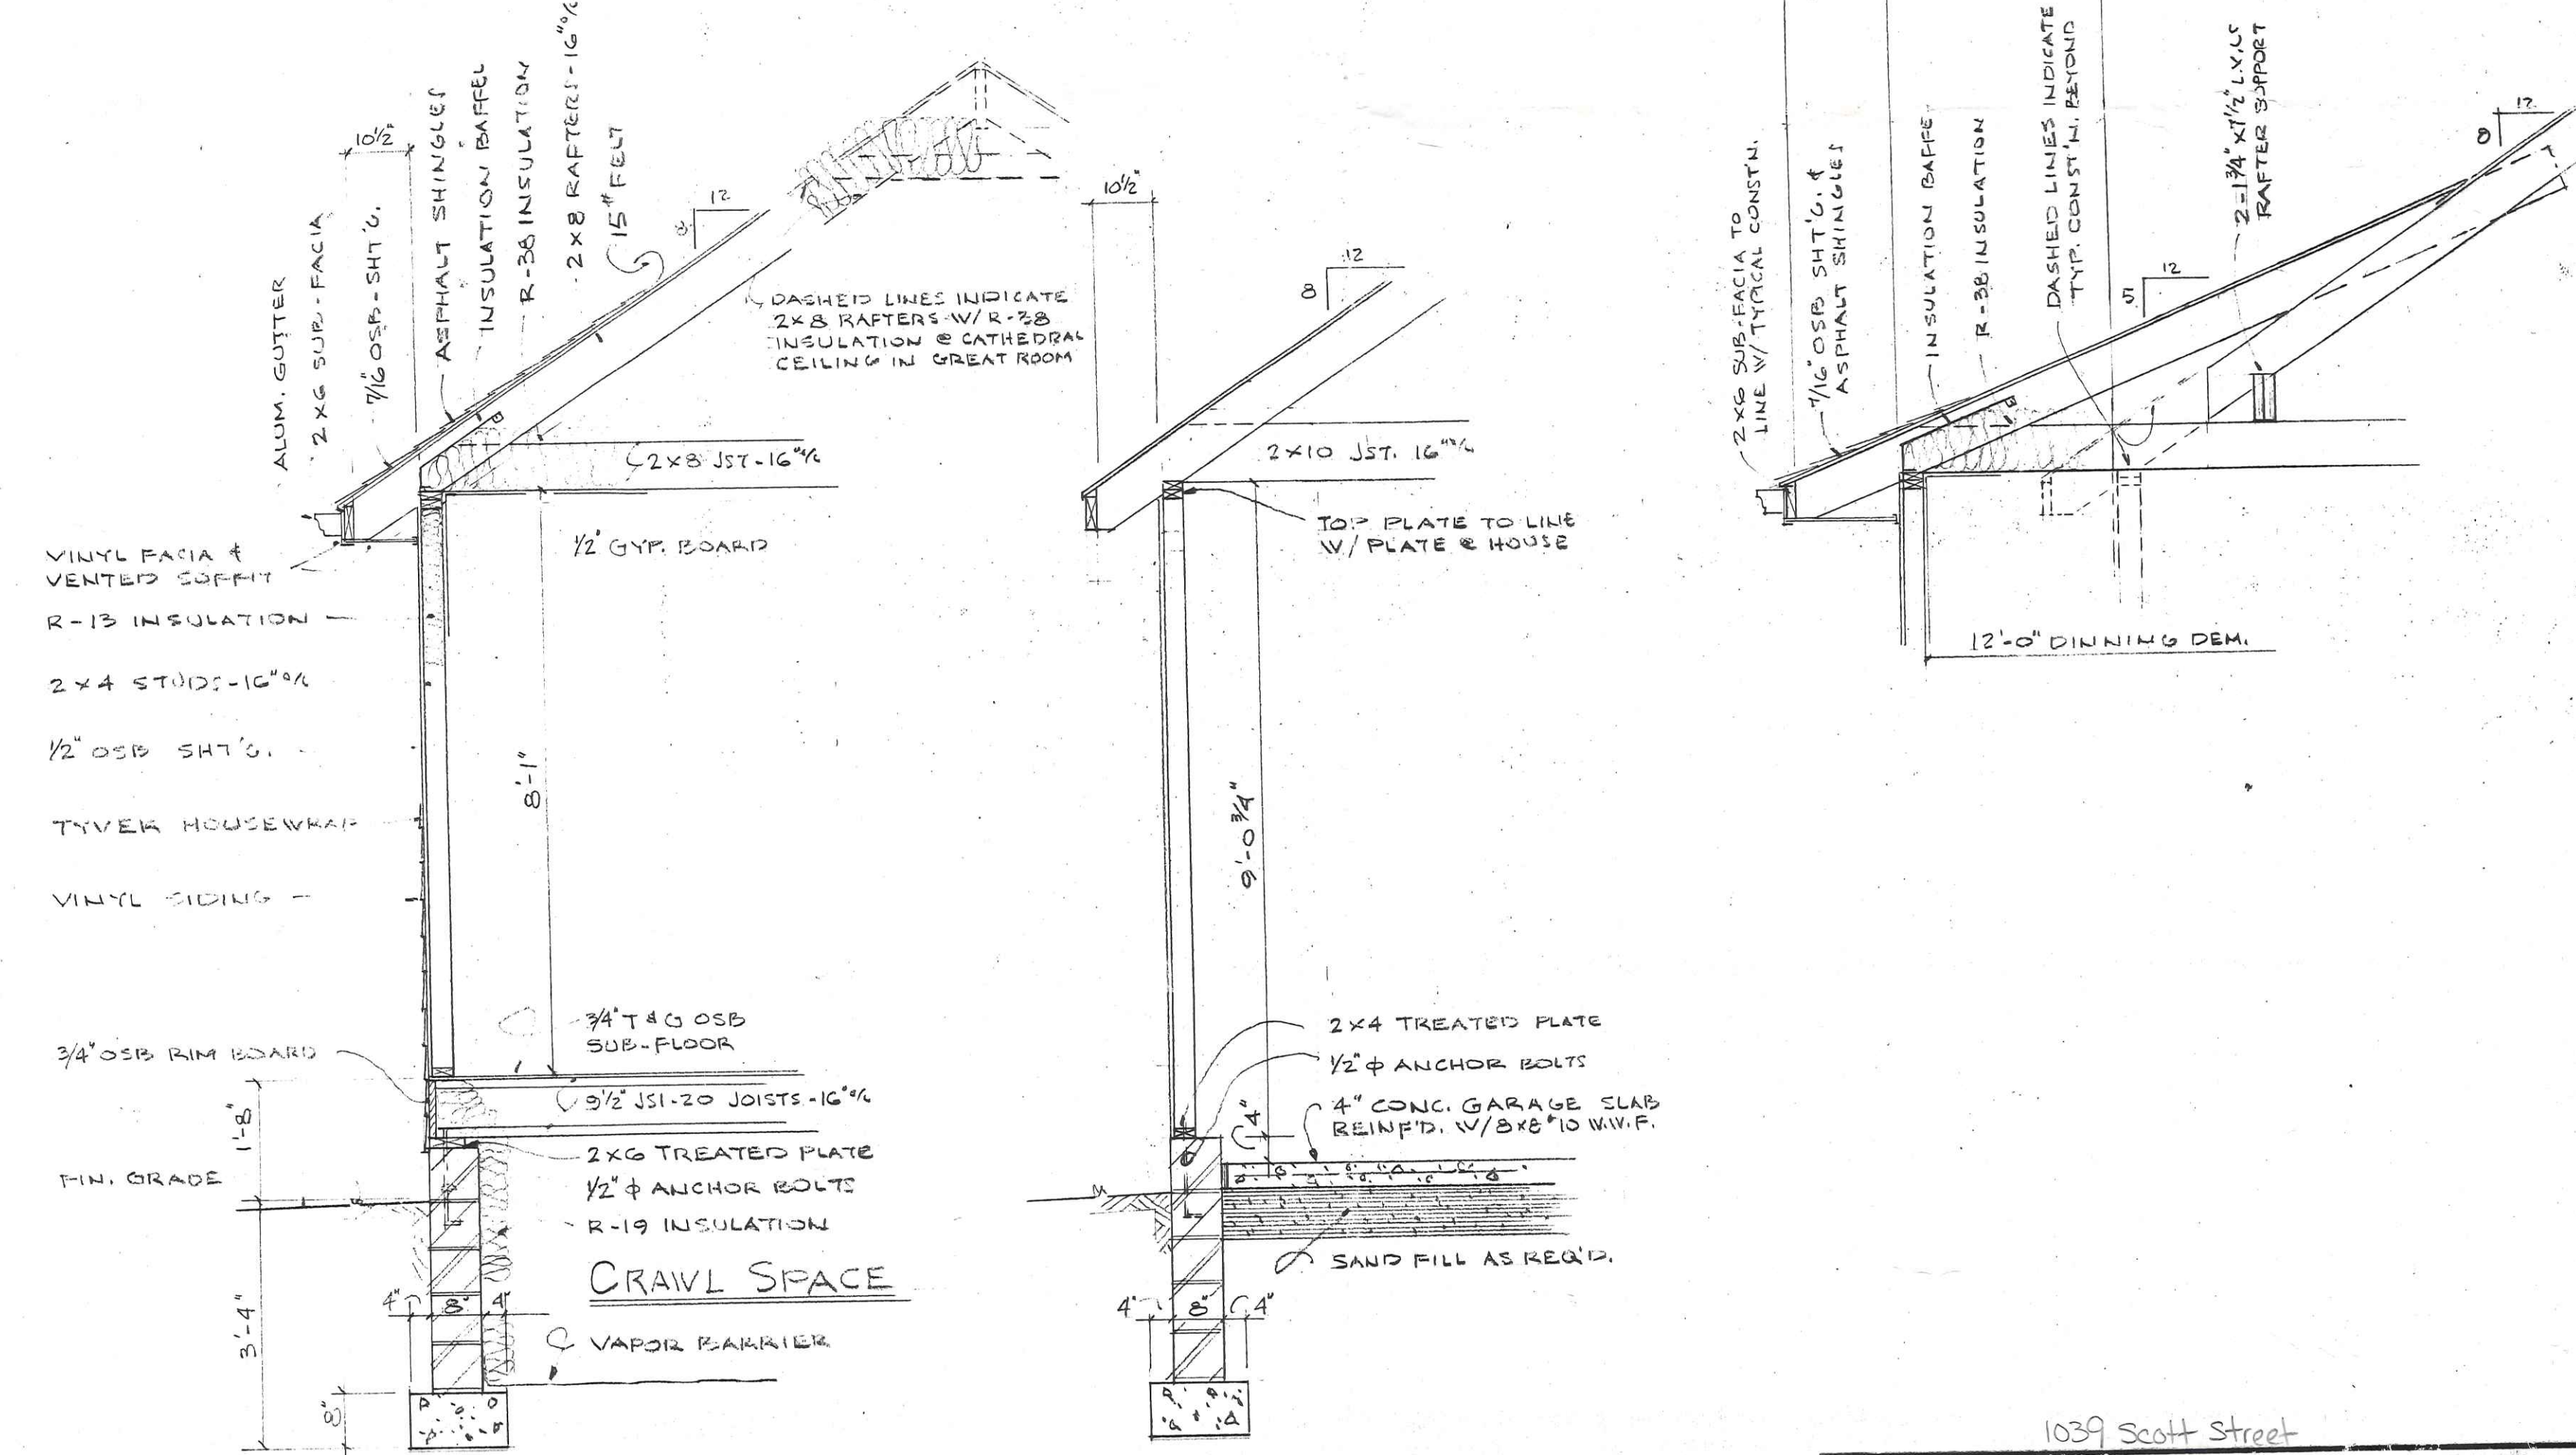 10½"
ALUM. GUTTER
2X6 SUB-FACIA
7/16" OSB-SHT'G.
ASPHALT SHINGLES
INSULATION BAFFEL
R-38 INSULATION
2X8 RAFTERS-16" O/C
15# FELT
12
DASHED LINES INDICATE
2X8 RAFTERS W/R-38
INSULATION @ CATHEDRAL
CEILING IN GREAT ROOM
2X8 JST-16" O/C
½" GYP. BOARD
VINYL FACIA &
VENTED SOFFIT
R-13 INSULATION
2X4 STUDS-16" O/C
½" OSB SHT'G.
TYVEK HOUSEWRAP
VINYL SIDING
8'-1"
3/4" OSB RIM BOARD
3/4" T&G OSB
SUB-FLOOR
9½" JSI-20 JOISTS-16" O/C
1'-8"
FIN. GRADE
2X6 TREATED PLATE
½" ϕ ANCHOR BOLTS
R-19 INSULATION
CRAWL SPACE
4" 8" 4"
3'-4"
VAPOR BARRIER
8"
10½"
12
8
2X10 JST. 16" O/C
TOP PLATE TO LINE
W/ PLATE @ HOUSE
9'-0 3/4"
2X4 TREATED PLATE
½" ϕ ANCHOR BOLTS
4"
4" CONC. GARAGE SLAB
REINF'D. W/8X8 #10 W.W.F.
SAND FILL AS REQ'D.
4" 8" 4"
2X6 SUB-FACIA TO
LINE W/ TYPICAL CONSTN.
7/16" OSB SHT'G. &
ASPHALT SHINGLES
INSULATION BAFFE
R-38 INSULATION
DASHED LINES INDICATE
TYP. CONST'N. BEYOND
2-1¾" X 7½" L.V.L'S
RAFTER SUPPORT
12
8
12
5
12'-0" DINNING DEM.
1039 Scott Street